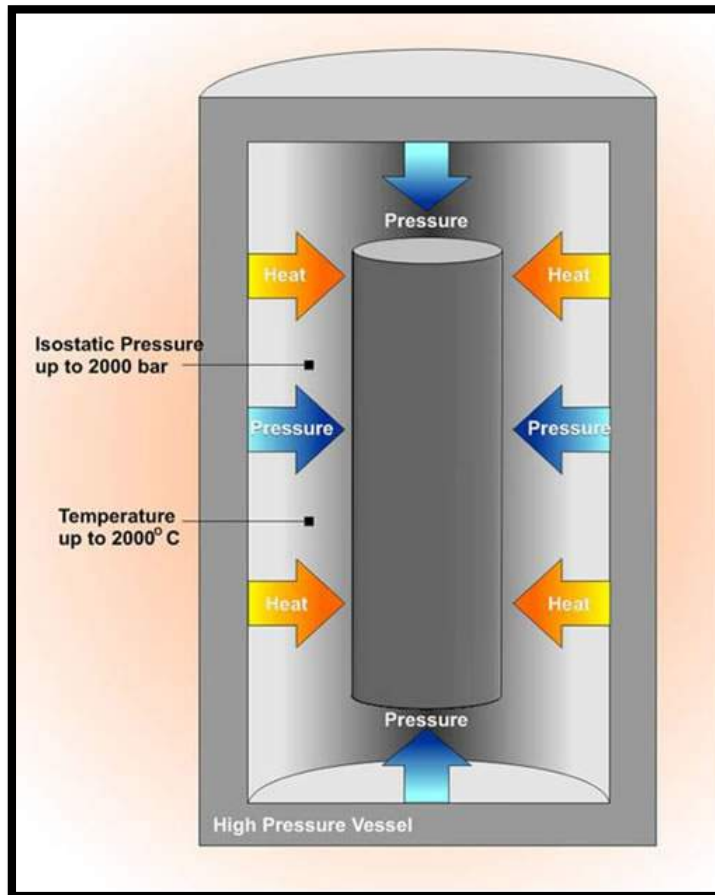 Pressure
Heat
Heat
Isostatic Pressure
up to 2000 bar
Pressure
Pressure
Temperature
up to 2000° C
Heat
Heat
Pressure
High Pressure Vessel